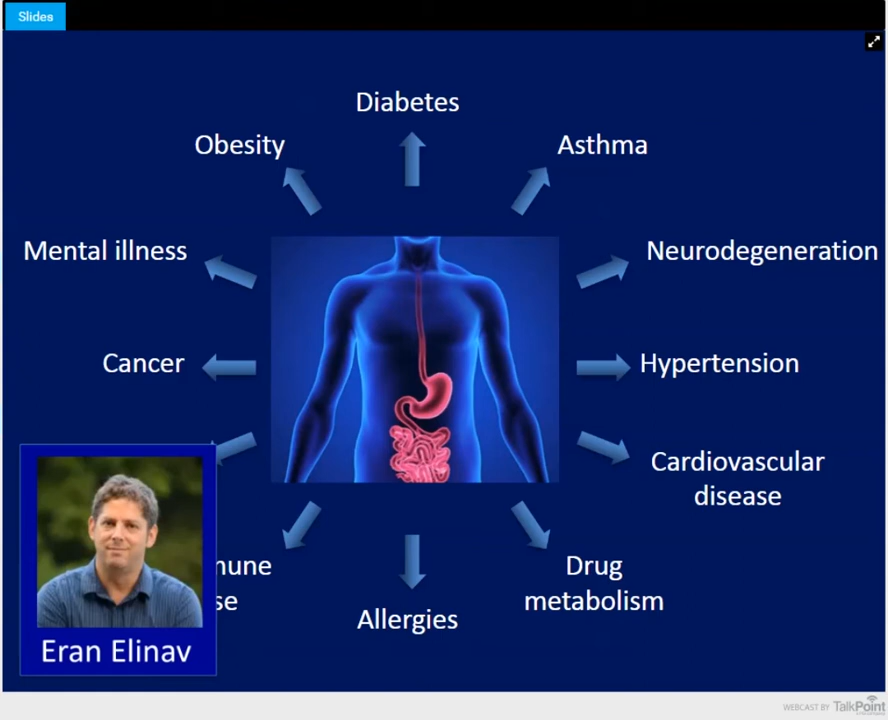 Slides
Diabetes
Obesity
Asthma
Mental illness
Neurodegeneration
Cancer
Hypertension
Cardiovascular
disease
Drug
metabolism
Allergies
Eran Elinav
WEBCAST BY TalkPoint